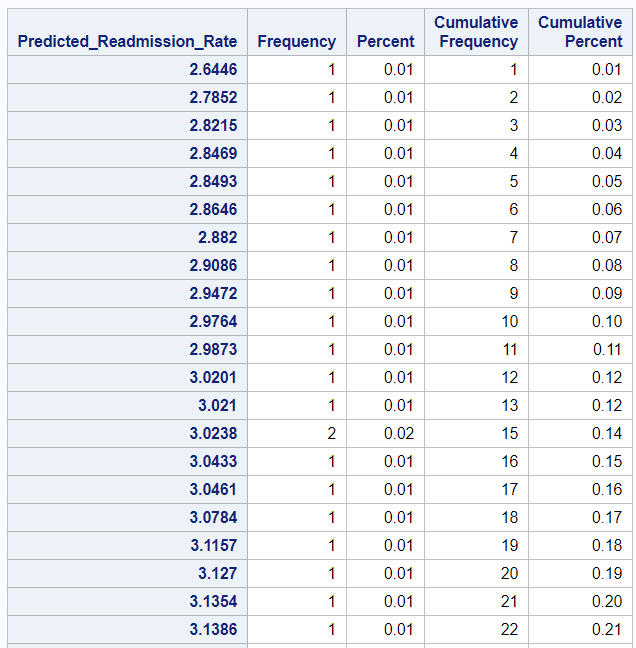 Predicted_Readmission_Rate Frequency Percent Cumulative Frequency Cumulative Percent
2.6446 1 0.01 1 0.01
2.7852 1 0.01 2 0.02
2.8215 1 0.01 3 0.03
2.8469 1 0.01 4 0.04
2.8493 1 0.01 5 0.05
2.8646 1 0.01 6 0.06
2.882 1 0.01 7 0.07
2.9086 1 0.01 8 0.08
2.9472 1 0.01 9 0.09
2.9764 1 0.01 10 0.10
2.9873 1 0.01 11 0.11
3.0201 1 0.01 12 0.12
3.021 1 0.01 13 0.12
3.0238 2 0.02 15 0.14
3.0433 1 0.01 16 0.15
3.0461 1 0.01 17 0.16
3.0784 1 0.01 18 0.17
3.1157 1 0.01 19 0.18
3.127 1 0.01 20 0.19
3.1354 1 0.01 21 0.20
3.1386 1 0.01 22 0.21